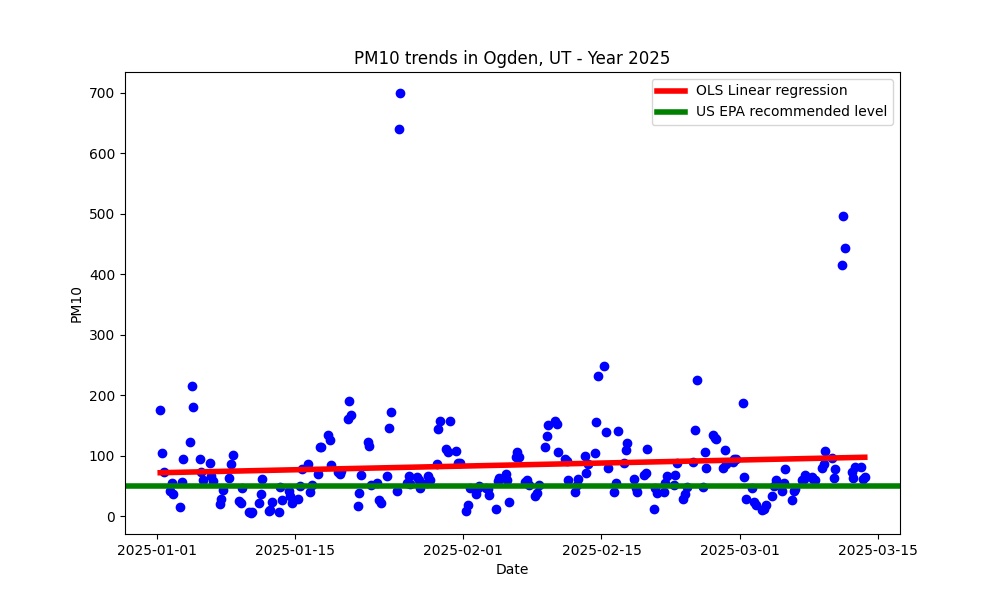 PM10 trends in Ogden, UT - Year 2025
OLS Linear regression
US EPA recommended level
700
600
500
400
300
200
100
0
PM10
2025-01-01
2025-01-15
2025-02-01
2025-02-15
2025-03-01
2025-03-15
Date